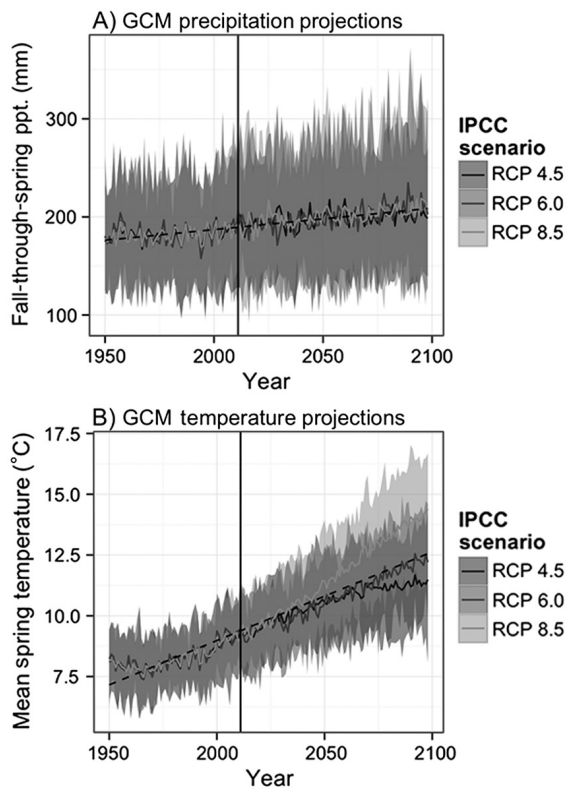 A) GCM precipitation projections
Fall-through-spring ppt. (mm)
300
200
100
1950 2000 2050 2100
Year
IPCC
scenario
RCP 4.5
RCP 6.0
RCP 8.5
B) GCM temperature projections
Mean spring temperature (˚C)
17.5
15.0
12.5
10.0
7.5
1950 2000 2050 2100
Year
IPCC
scenario
RCP 4.5
RCP 6.0
RCP 8.5